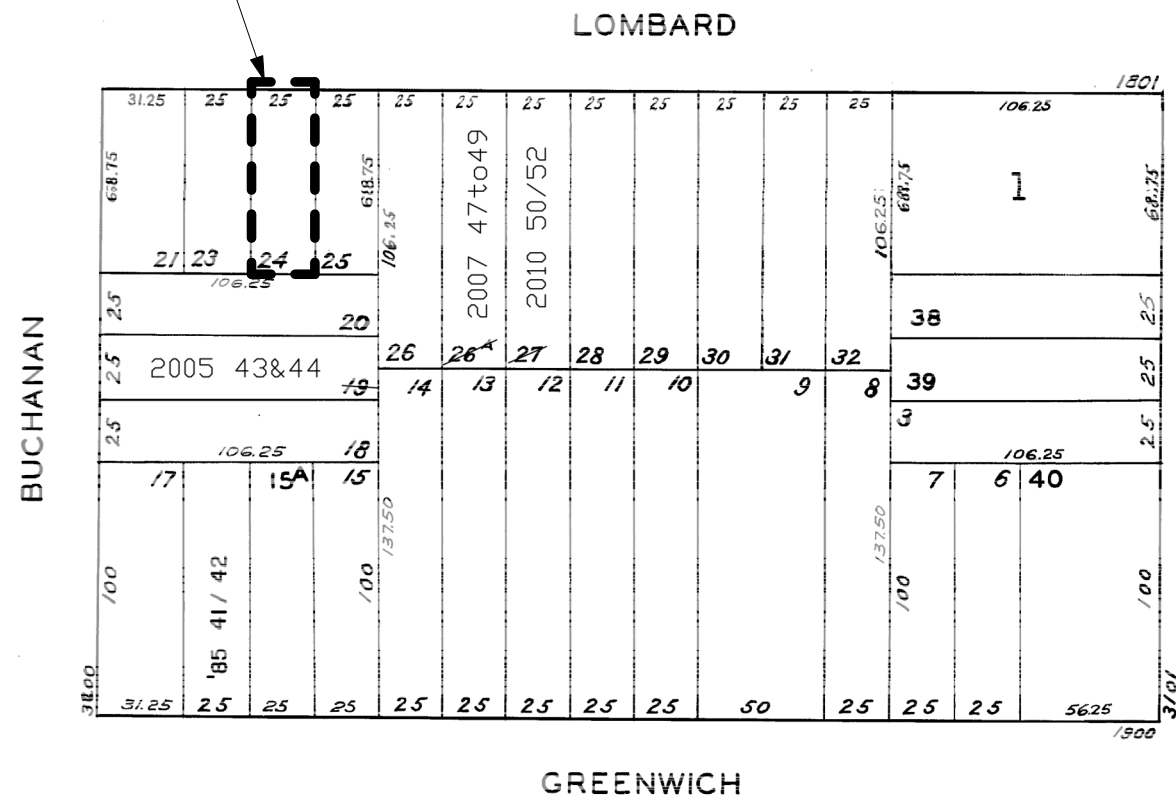 LOMBARD
1801
31.25 25 25 25 25 25 25 25 25 25 25 25 106.25
68.75 68.75 106.25 2007 47to49 2010 50/52 106.25 68.75 1 68.75
21 23 24 25
106.25
25 20 38 25
BUCHANAN
25 2005 43&44 19 26 26A 27 28 29 30 31 32 39 25
14 13 12 11 10 9 8
25 106.25 18 3 106.25 25
17 15A 15 7 6 40
137.50 137.50
100 '85 41/42 100 100 100
3100 31.25 25 25 25 25 25 25 25 25 50 25 25 25 56.25 3101
1900
GREENWICH